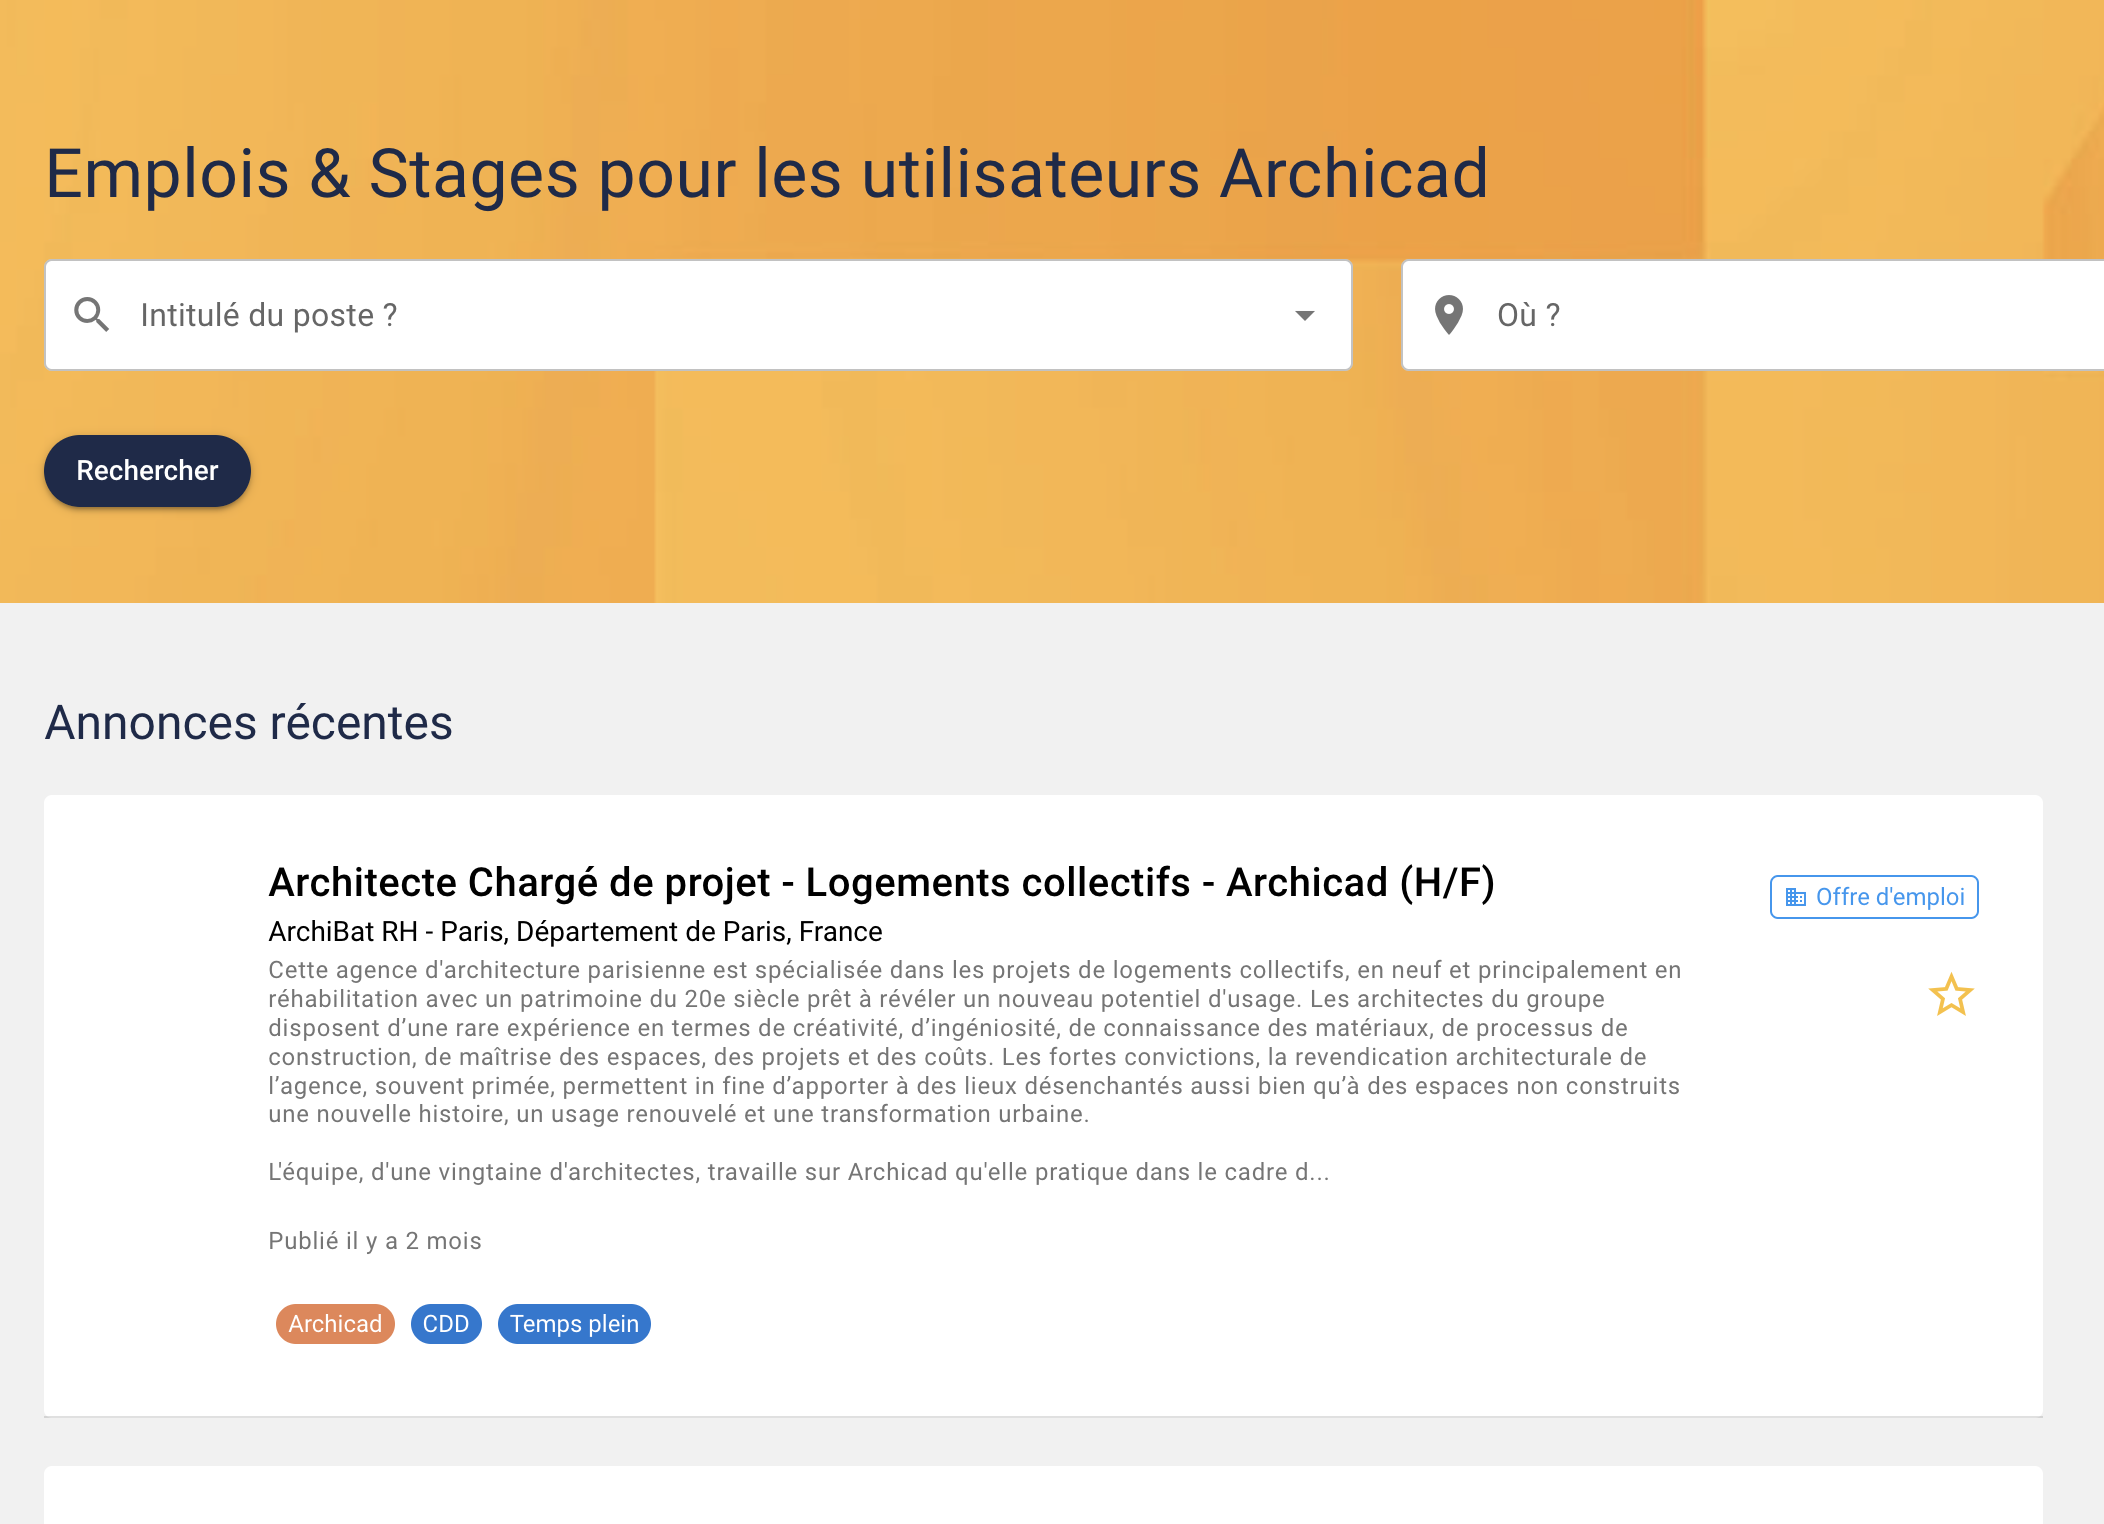 Emplois & Stages pour les utilisateurs Archicad
Intitulé du poste ?
Où ?
Rechercher
Annonces récentes
Architecte Chargé de projet - Logements collectifs - Archicad (H/F)
Offre d'emploi
ArchiBat RH - Paris, Département de Paris, France
Cette agence d'architecture parisienne est spécialisée dans les projets de logements collectifs, en neuf et principalement en
réhabilitation avec un patrimoine du 20e siècle prêt à révéler un nouveau potentiel d'usage. Les architectes du groupe
disposent d’une rare expérience en termes de créativité, d’ingéniosité, de connaissance des matériaux, de processus de
construction, de maîtrise des espaces, des projets et des coûts. Les fortes convictions, la revendication architecturale de
l’agence, souvent primée, permettent in fine d’apporter à des lieux désenchantés aussi bien qu’à des espaces non construits
une nouvelle histoire, un usage renouvelé et une transformation urbaine.
L'équipe, d'une vingtaine d'architectes, travaille sur Archicad qu'elle pratique dans le cadre d...
Publié il y a 2 mois
Archicad
CDD
Temps plein